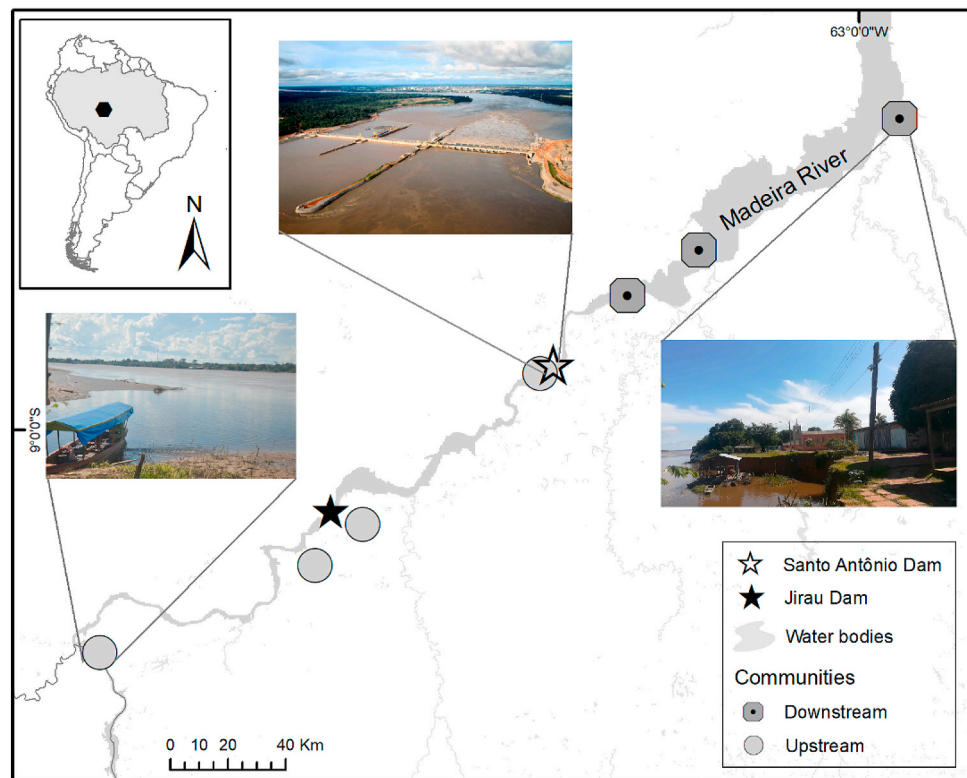 63°0'0"W
N
Madeira River
9°0'0"S
Santo Antônio Dam
Jirau Dam
Water bodies
Communities
Downstream
Upstream
0 10 20 40 Km